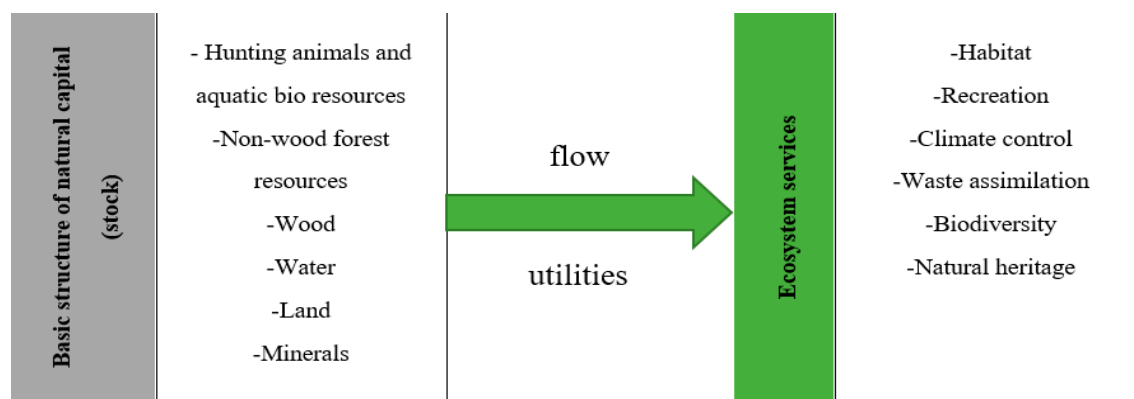 Basic structure of natural capital
(stock)
- Hunting animals and
aquatic bio resources
-Non-wood forest
resources
-Wood
-Water
-Land
-Minerals
flow
utilities
Ecosystem services
-Habitat
-Recreation
-Climate control
-Waste assimilation
-Biodiversity
-Natural heritage